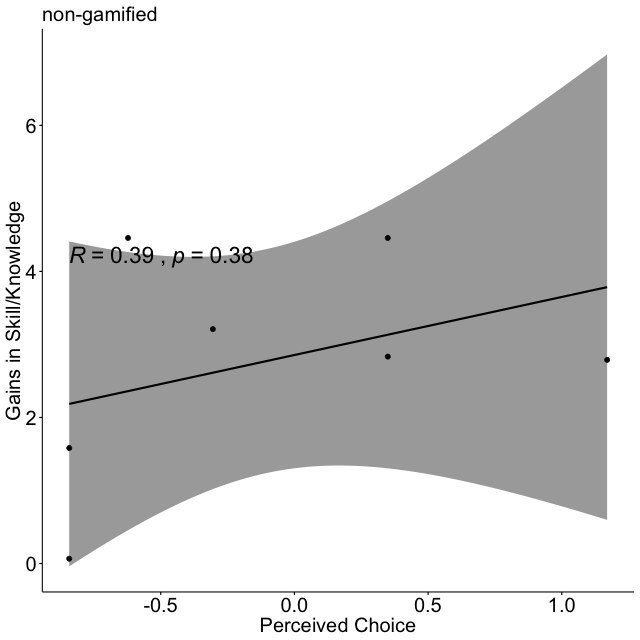 non-gamified
6
4
2
0
R = 0.39 , p = 0.38
Gains in Skill/Knowledge
-0.5 0.0 0.5 1.0
Perceived Choice